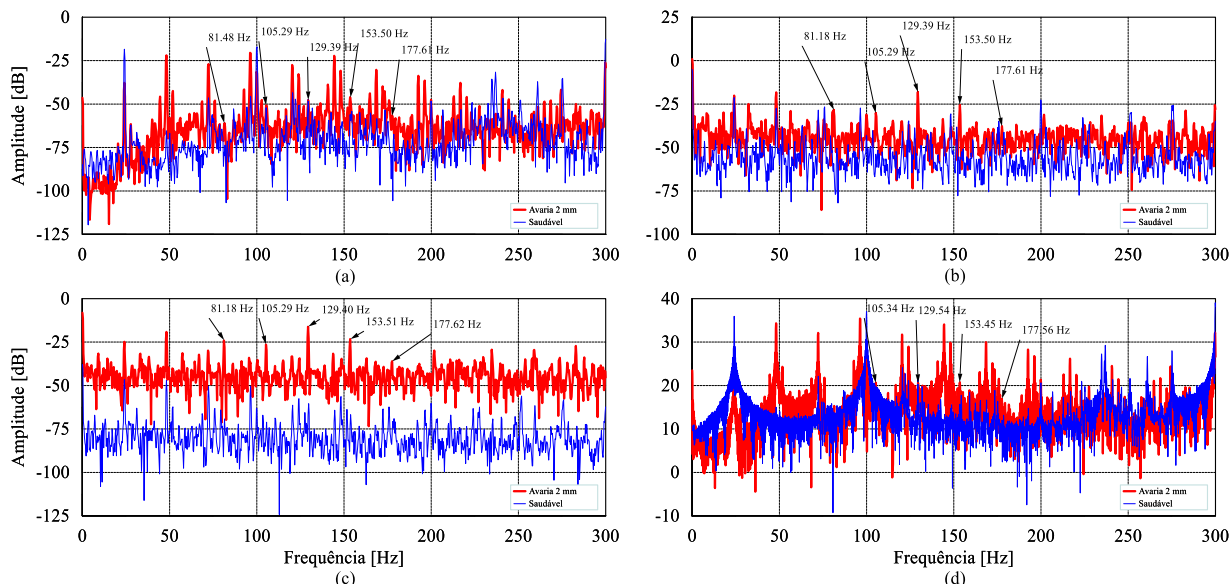 0
-25
-50
-75
-100
-125
Amplitude [dB]
81.48 Hz
105.29 Hz
129.39 Hz
153.50 Hz
177.61 Hz
Avaria 2 mm
Saudável
0 50 100 150 200 250 300
(a)
25
0
-25
-50
-75
-100
81.18 Hz
105.29 Hz
129.39 Hz
153.50 Hz
177.61 Hz
Avaria 2 mm
Saudável
0 50 100 150 200 250 300
(b)
0
-25
-50
-75
-100
-125
Amplitude [dB]
81.18 Hz
105.29 Hz
129.40 Hz
153.51 Hz
177.62 Hz
Avaria 2 mm
Saudável
0 50 100 150 200 250 300
Frequência [Hz]
(c)
40
30
20
10
0
-10
105.34 Hz
129.54 Hz
153.45 Hz
177.56 Hz
Avaria 2 mm
Saudável
0 50 100 150 200 250 300
Frequência [Hz]
(d)